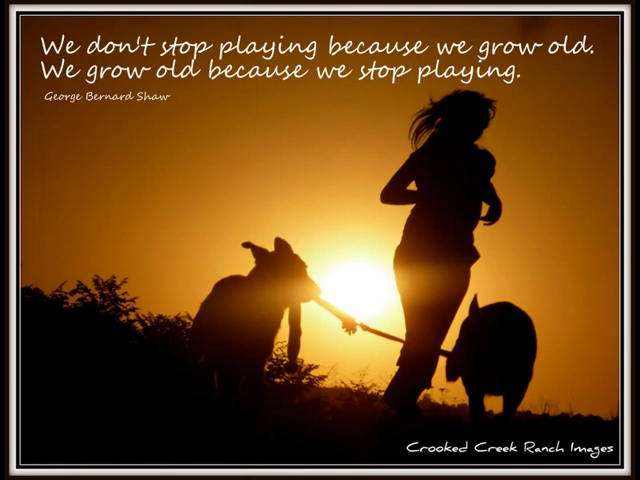 We don't stop playing because we grow old.
We grow old because we stop playing.
George Bernard Shaw
Crooked Creek Ranch Images